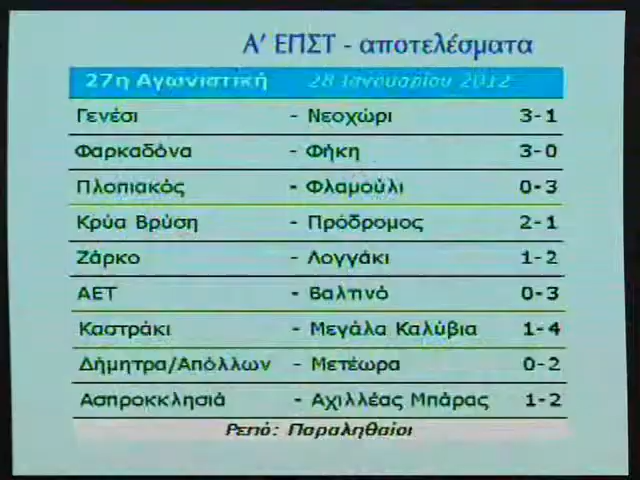 Α' ΕΠΣΤ - αποτελέσματα
27η Αγωνιστική 28 Ιανουαρίου 2012
Γενέσι - Νεοχώρι 3-1
Φαρκαδόνα - Φήκη 3-0
Πλοπιακός - Φλαμούλι 0-3
Κρύα Βρύση - Πρόδρομος 2-1
Ζάρκο - Λογγάκι 1-2
ΑΕΤ - Βαλτινό 0-3
Καστράκι - Μεγάλα Καλύβια 1-4
Δήμητρα/Απόλλων - Μετέωρα 0-2
Ασπροκκλησιά - Αχιλλέας Μπάρας 1-2
Ρεπό: Παραληθαίοι